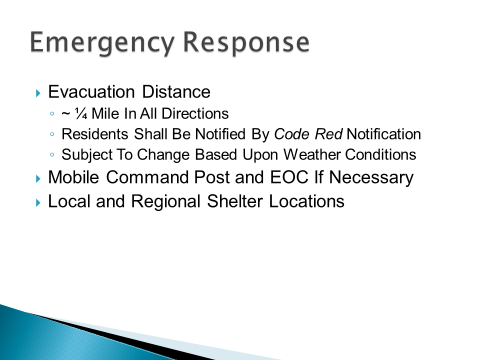 Emergency Response
Evacuation Distance
~ ¼ Mile In All Directions
Residents Shall Be Notified By Code Red Notification
Subject To Change Based Upon Weather Conditions
Mobile Command Post and EOC If Necessary
Local and Regional Shelter Locations